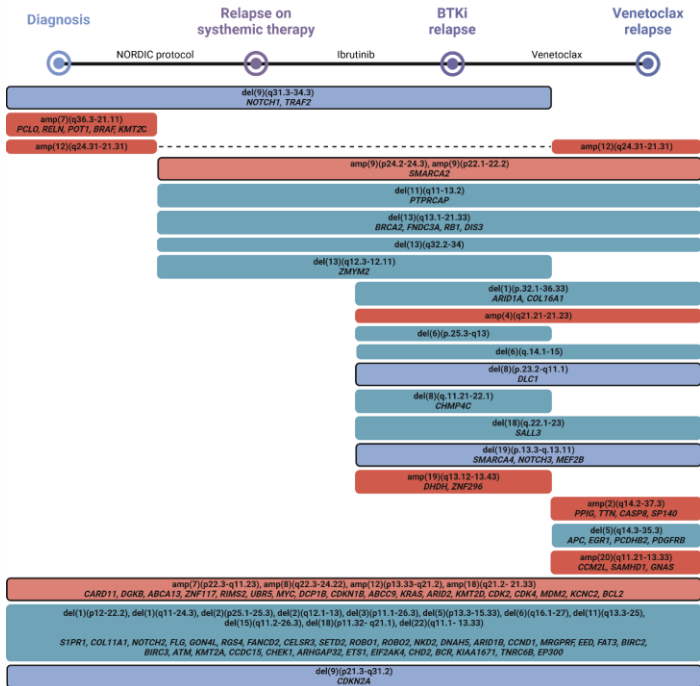 Diagnosis
Relapse on
systhemic therapy
BTKi
relapse
Venetoclax
relapse
NORDIC protocol
Ibrutinib
Venetoclax
del(9)(q31.3-34.3)
NOTCH1, TRAF2
amp(7)(q36.3-21.11)
PCLO, RELN, POT1, BRAF, KMT2C
amp(12)(q24.31-21.31)
amp(12)(q24.31-21.31)
amp(9)(p24.2-24.3), amp(9)(p22.1-22.2)
SMARCA2
del(11)(q11-13.2)
PTPRCAP
del(13)(q13.1-21.33)
BRCA2, FNDC3A, RB1, DIS3
del(13)(q32.2-34)
del(13)(q12.3-12.11)
ZMYM2
del(1)(p.32.1-36.33)
ARID1A, COL16A1
amp(4)(q21.21-21.23)
del(6)(p.25.3-q13)
del(6)(q.14.1-15)
del(8)(p.23.2-q11.1)
DLC1
del(8)(q.11.21-22.1)
CHMP4C
del(18)(q.22.1-23)
SALL3
del(19)(p.13.3-q.13.11)
SMARCA4, NOTCH3, MEF2B
amp(19)(q13.12-13.43)
DHDH, ZNF296
amp(2)(q14.2-37.3)
PPIG, TTN, CASP8, SP140
del(5)(q14.3-35.3)
APC, EGR1, PCDHB2, PDGFRB
amp(20)(q11.21-13.33)
CCM2L, SAMHD1, GNAS
amp(7)(p22.3-q11.23), amp(8)(q22.3-24.22), amp(12)(p13.33-q21.2), amp(18)(q21.2- 21.33)
CARD11, DGKB, ABCA13, ZNF117, RIMS2, UBR5, MYC, DCP1B, CDKN1B, ABCC9, KRAS, ARID2, KMT2D, CDK2, CDK4, MDM2, KCNC2, BCL2
del(1)(p12-22.2), del(1)(q11-24.3), del(2)(p25.1-25.3), del(2)(q12.1-13), del(3)(p11.1-26.3), del(5)(p13.3-15.33), del(6)(q16.1-27), del(11)(q13.3-25),
del(15)(q11.2-26.3), del(18)(p11.32- q21.1), del(22)(q11.1- 13.33)
S1PR1, COL11A1, NOTCH2, FLG, GON4L, RGS4, FANCD2, CELSR3, SETD2, ROBO1, ROBO2, NKD2, DNAH5, ARID1B, CCND1, MRGPRF, EED, FAT3, BIRC2,
BIRC3, ATM, KMT2A, CCDC15, CHEK1, ARHGAP32, ETS1, EIF2AK4, CHD2, BCR, KIAA1671, TNRC6B, EP300
del(9)(p21.3-q31.2)
CDKN2A